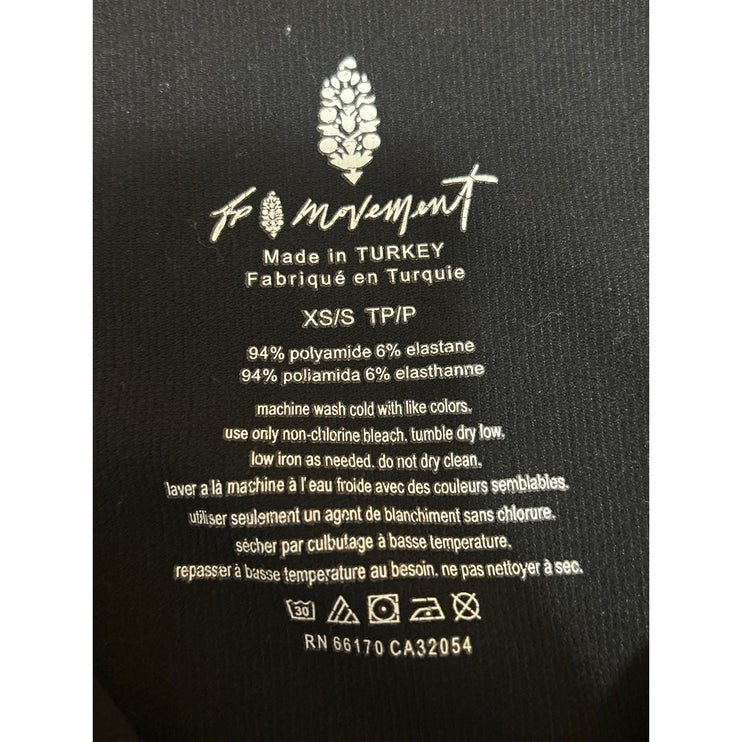 fp movement
Made in TURKEY
Fabriqué en Turquie
XS/S TP/P
94% polyamide 6% elastane
94% poliamida 6% elasthanne
machine wash cold with like colors.
use only non-chlorine bleach. tumble dry low.
low iron as needed. do not dry clean.
laver a là machine à l'eau froide avec des couleurs semblables.
utiliser seulement un agent de blanchiment sans chlorure.
sécher par culbutage à basse temperature.
repasser à basse temperature au besoin. ne pas nettoyer à sec.
30
RN 66170 CA32054